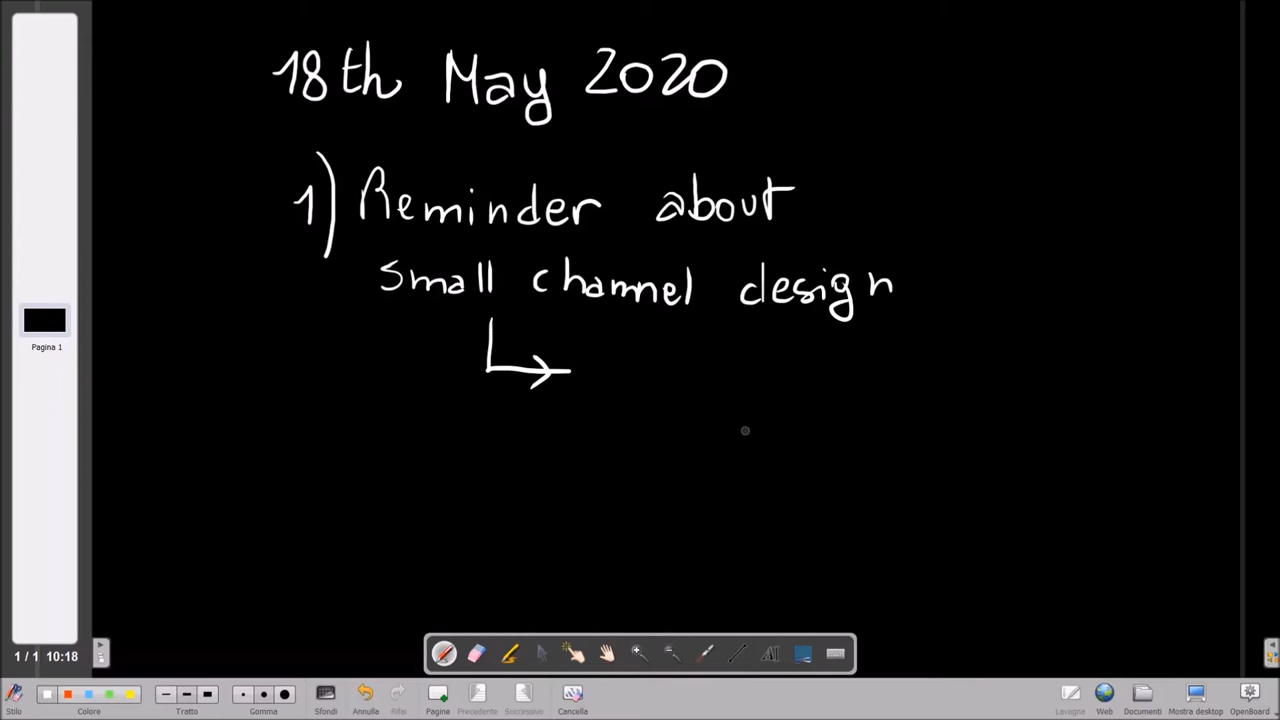 18th May 2020
1) Reminder about
small channel design
Pagina 1
1 / 1 10:18
Colore
Tratto
Gomma
Sfondi
Annulla
Rifai
Pagine
Precedente
Successivo
Cancella
Lavagna
Web
Documenti
Mostra desktop
OpenBoard